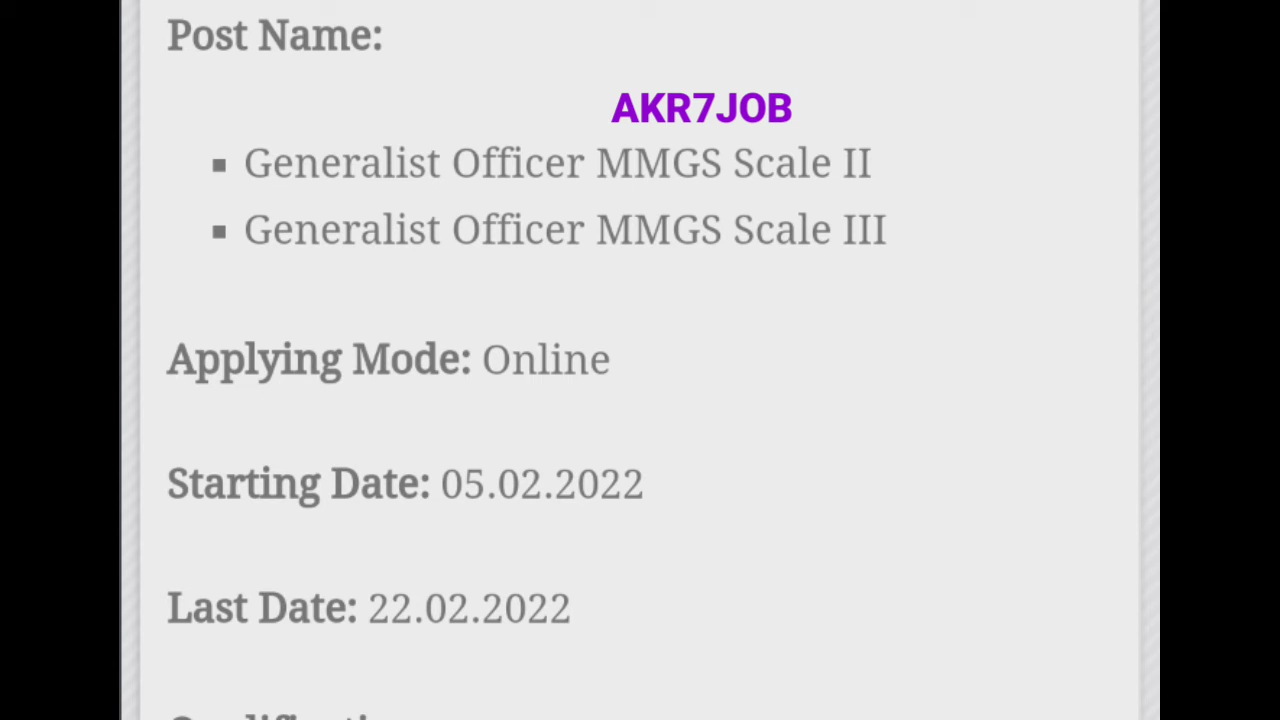 Post Name:
AKR7JOB
▪ Generalist Officer MMGS Scale II
▪ Generalist Officer MMGS Scale III
Applying Mode: Online
Starting Date: 05.02.2022
Last Date: 22.02.2022